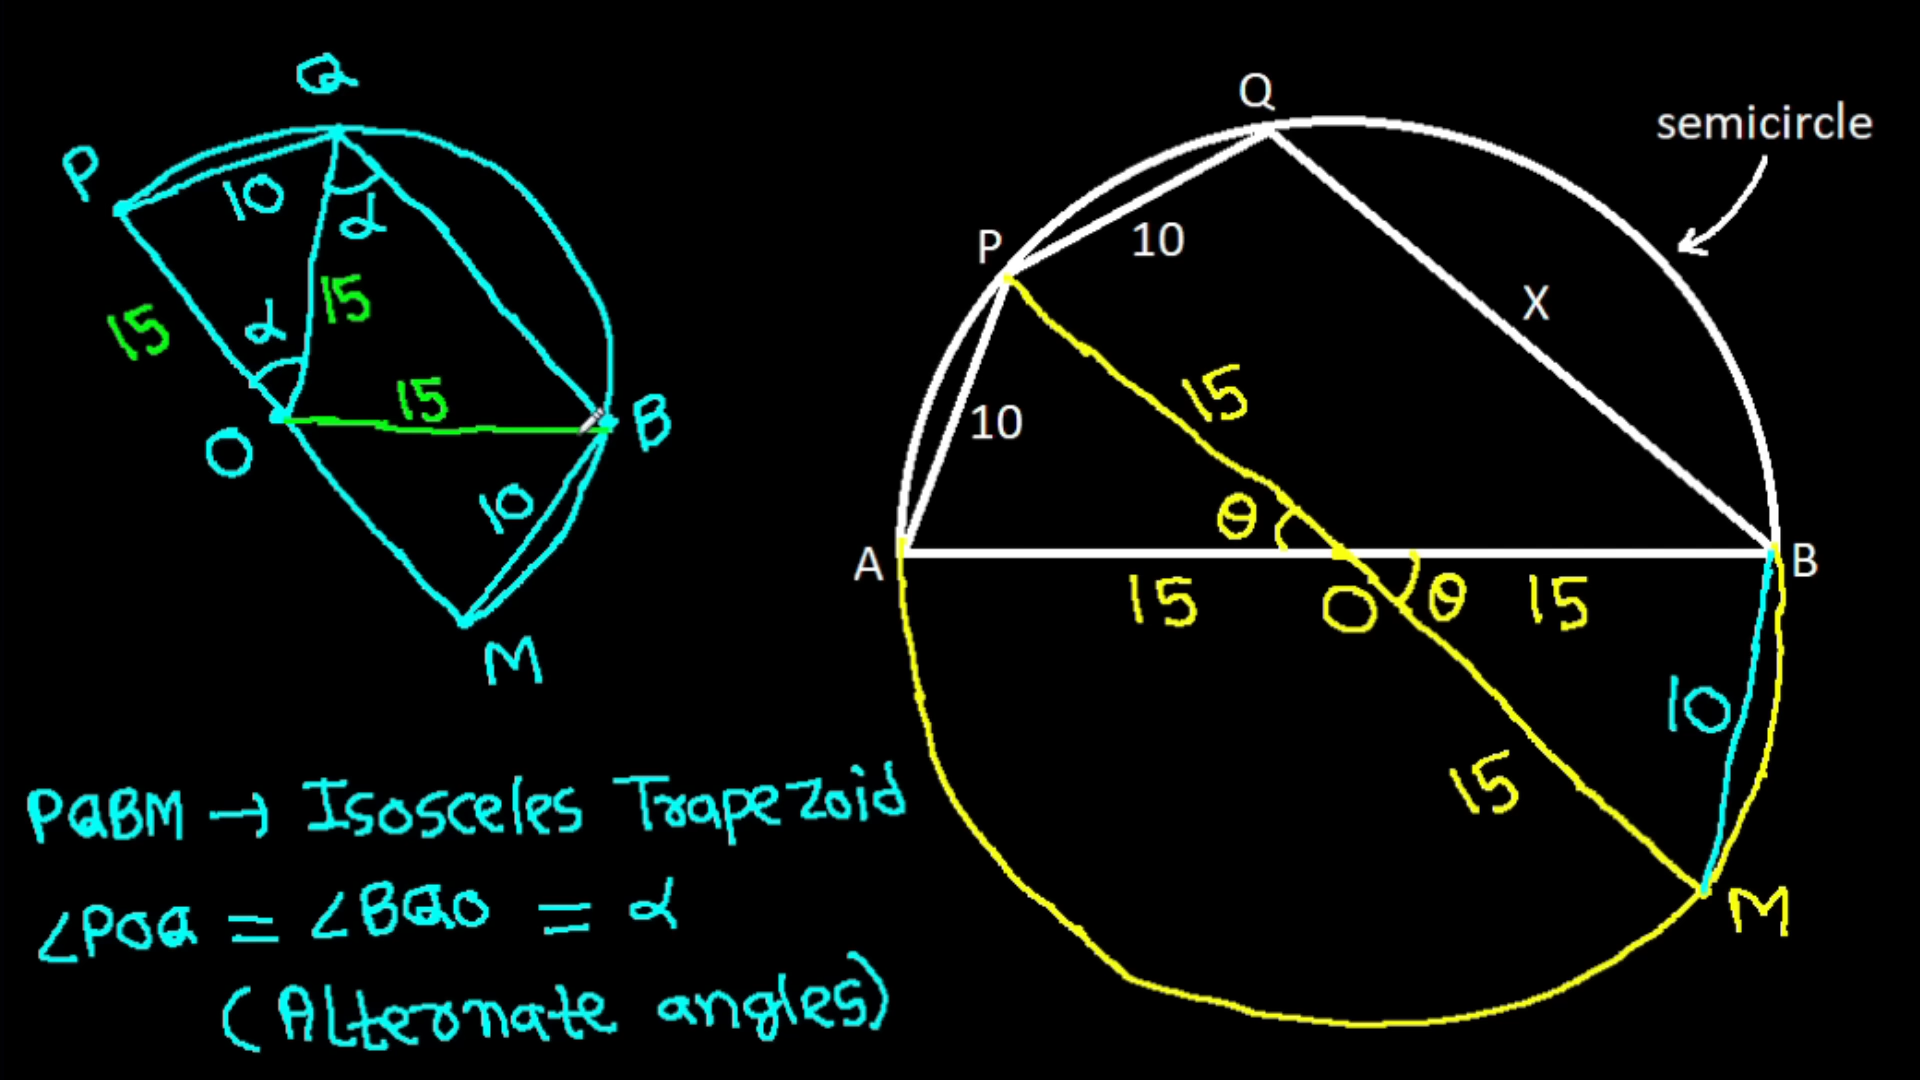 Q
P
10
α
15
α
15
15
O
B
10
M
PQBM → Isosceles Trapezoid
∠POQ = ∠BQO = α
(Alternate angles)
Q
semicircle
P
10
X
15
10
θ
A
B
15
O
θ
15
10
15
M